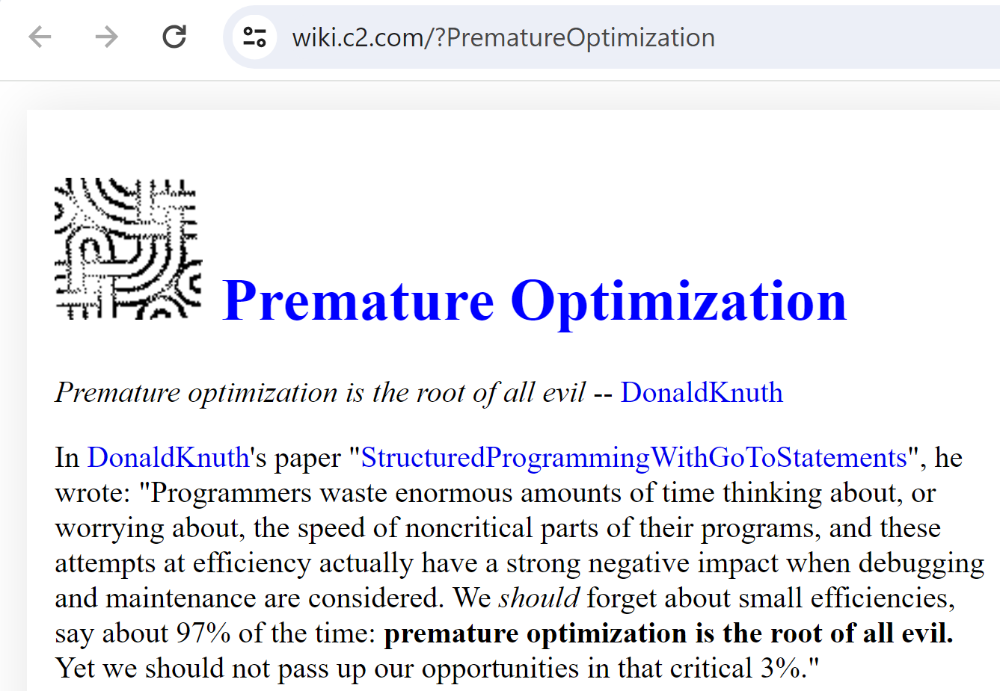 wiki.c2.com/?PrematureOptimization
Premature Optimization
Premature optimization is the root of all evil -- DonaldKnuth
In DonaldKnuth's paper "StructuredProgrammingWithGoToStatements", he
wrote: "Programmers waste enormous amounts of time thinking about, or
worrying about, the speed of noncritical parts of their programs, and these
attempts at efficiency actually have a strong negative impact when debugging
and maintenance are considered. We should forget about small efficiencies,
say about 97% of the time: premature optimization is the root of all evil.
Yet we should not pass up our opportunities in that critical 3%."